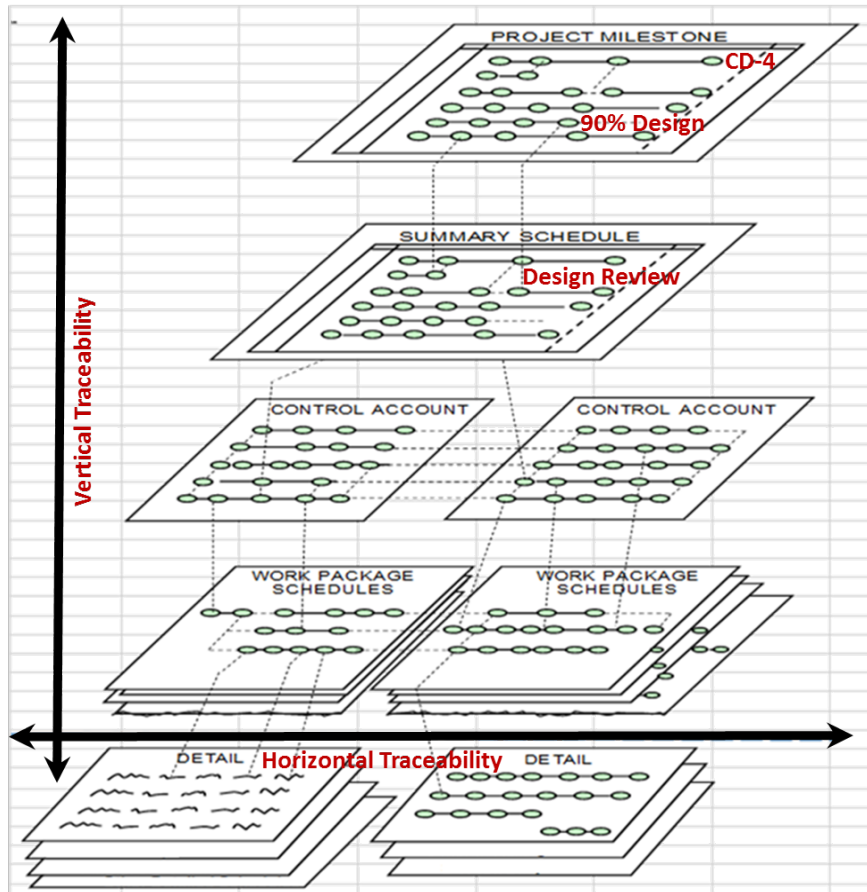 PROJECT MILESTONE
CD-4
90% Design
SUMMARY SCHEDULE
Design Review
Vertical Traceability
CONTROL ACCOUNT
CONTROL ACCOUNT
WORK PACKAGE
SCHEDULES
WORK PACKAGE
SCHEDULES
DETAIL
Horizontal Traceability
DETAIL